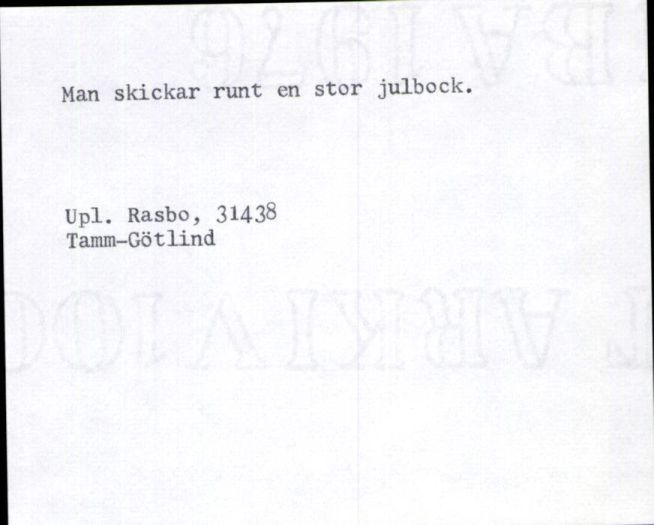 Man skickar runt en stor julbock.
Upl. Rasbo, 31438
Tamm-Götlind